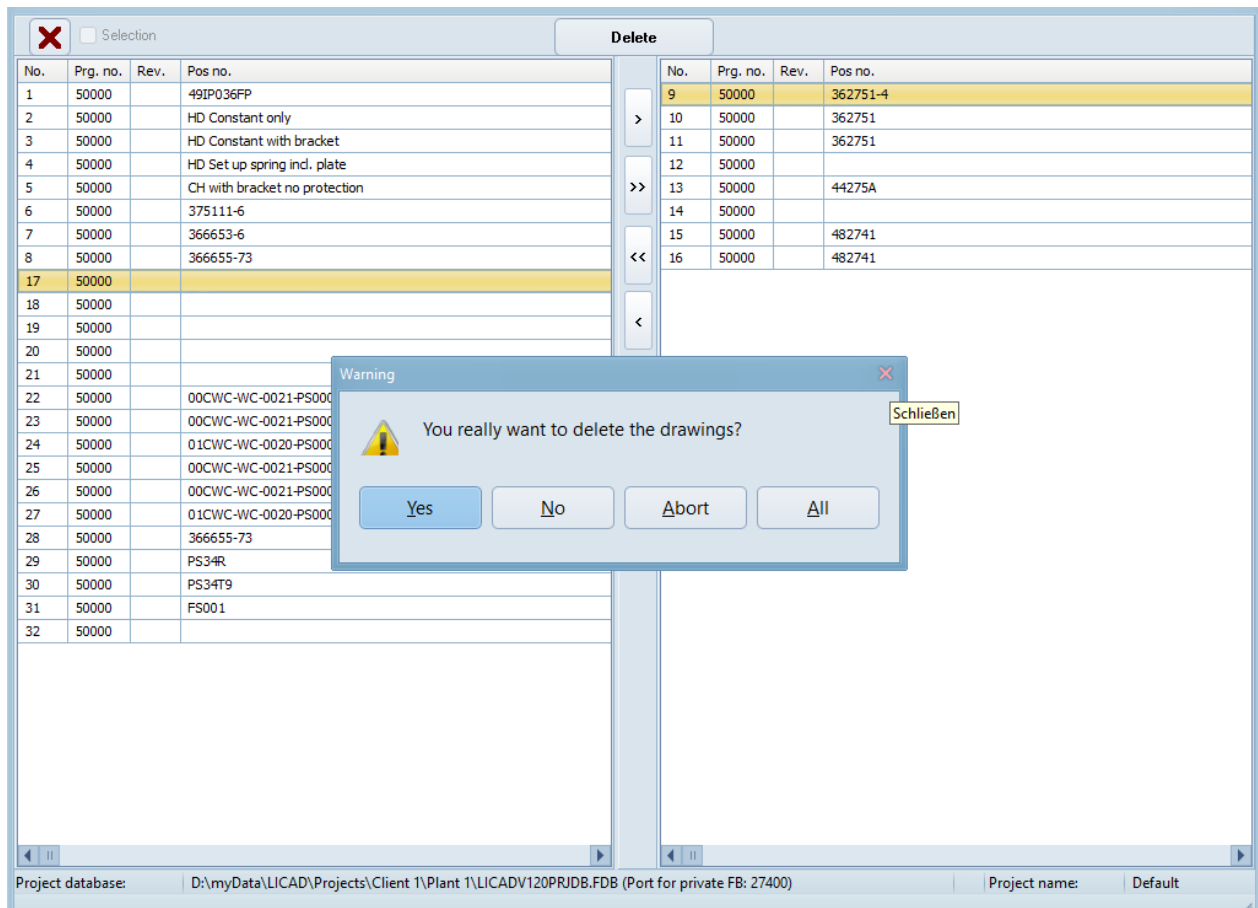 Selection
Delete
No. Prg. no. Rev. Pos no.
1 50000 49IP036FP
2 50000 HD Constant only
3 50000 HD Constant with bracket
4 50000 HD Set up spring incl. plate
5 50000 CH with bracket no protection
6 50000 375111-6
7 50000 366653-6
8 50000 366655-73
17 50000
18 50000
19 50000
20 50000
21 50000
22 50000 00CWC-WC-0021-PS000
23 50000 00CWC-WC-0021-PS000
24 50000 01CWC-WC-0020-PS000
25 50000 00CWC-WC-0021-PS000
26 50000 00CWC-WC-0021-PS000
27 50000 01CWC-WC-0020-PS000
28 50000 366655-73
29 50000 PS34R
30 50000 PS34T9
31 50000 FS001
32 50000
>
>>
<<
<
No. Prg. no. Rev. Pos no.
9 50000 362751-4
10 50000 362751
11 50000 362751
12 50000
13 50000 44275A
14 50000
15 50000 482741
16 50000 482741
Warning
Schließen
You really want to delete the drawings?
Yes No Abort All
Project database: D:\myData\LICAD\Projects\Client 1\Plant 1\LICADV120PRJDB.FDB (Port for private FB: 27400) Project name: Default